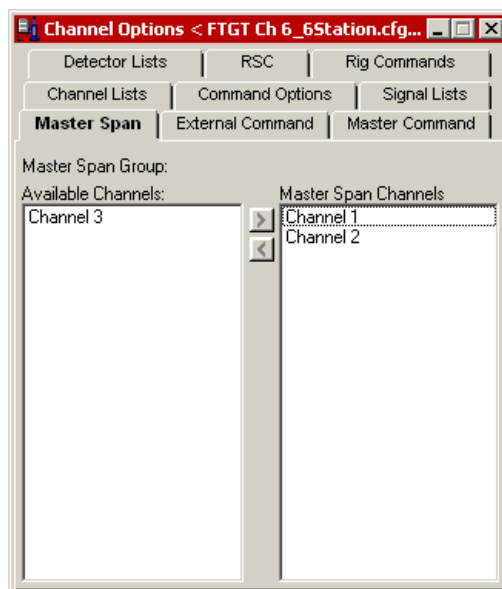 Channel Options < FTGT Ch 6_6Station.cfg...
Detector Lists RSC Rig Commands
Channel Lists Command Options Signal Lists
Master Span External Command Master Command
Master Span Group:
Available Channels: Master Span Channels
Channel 3 > Channel 1
< Channel 2